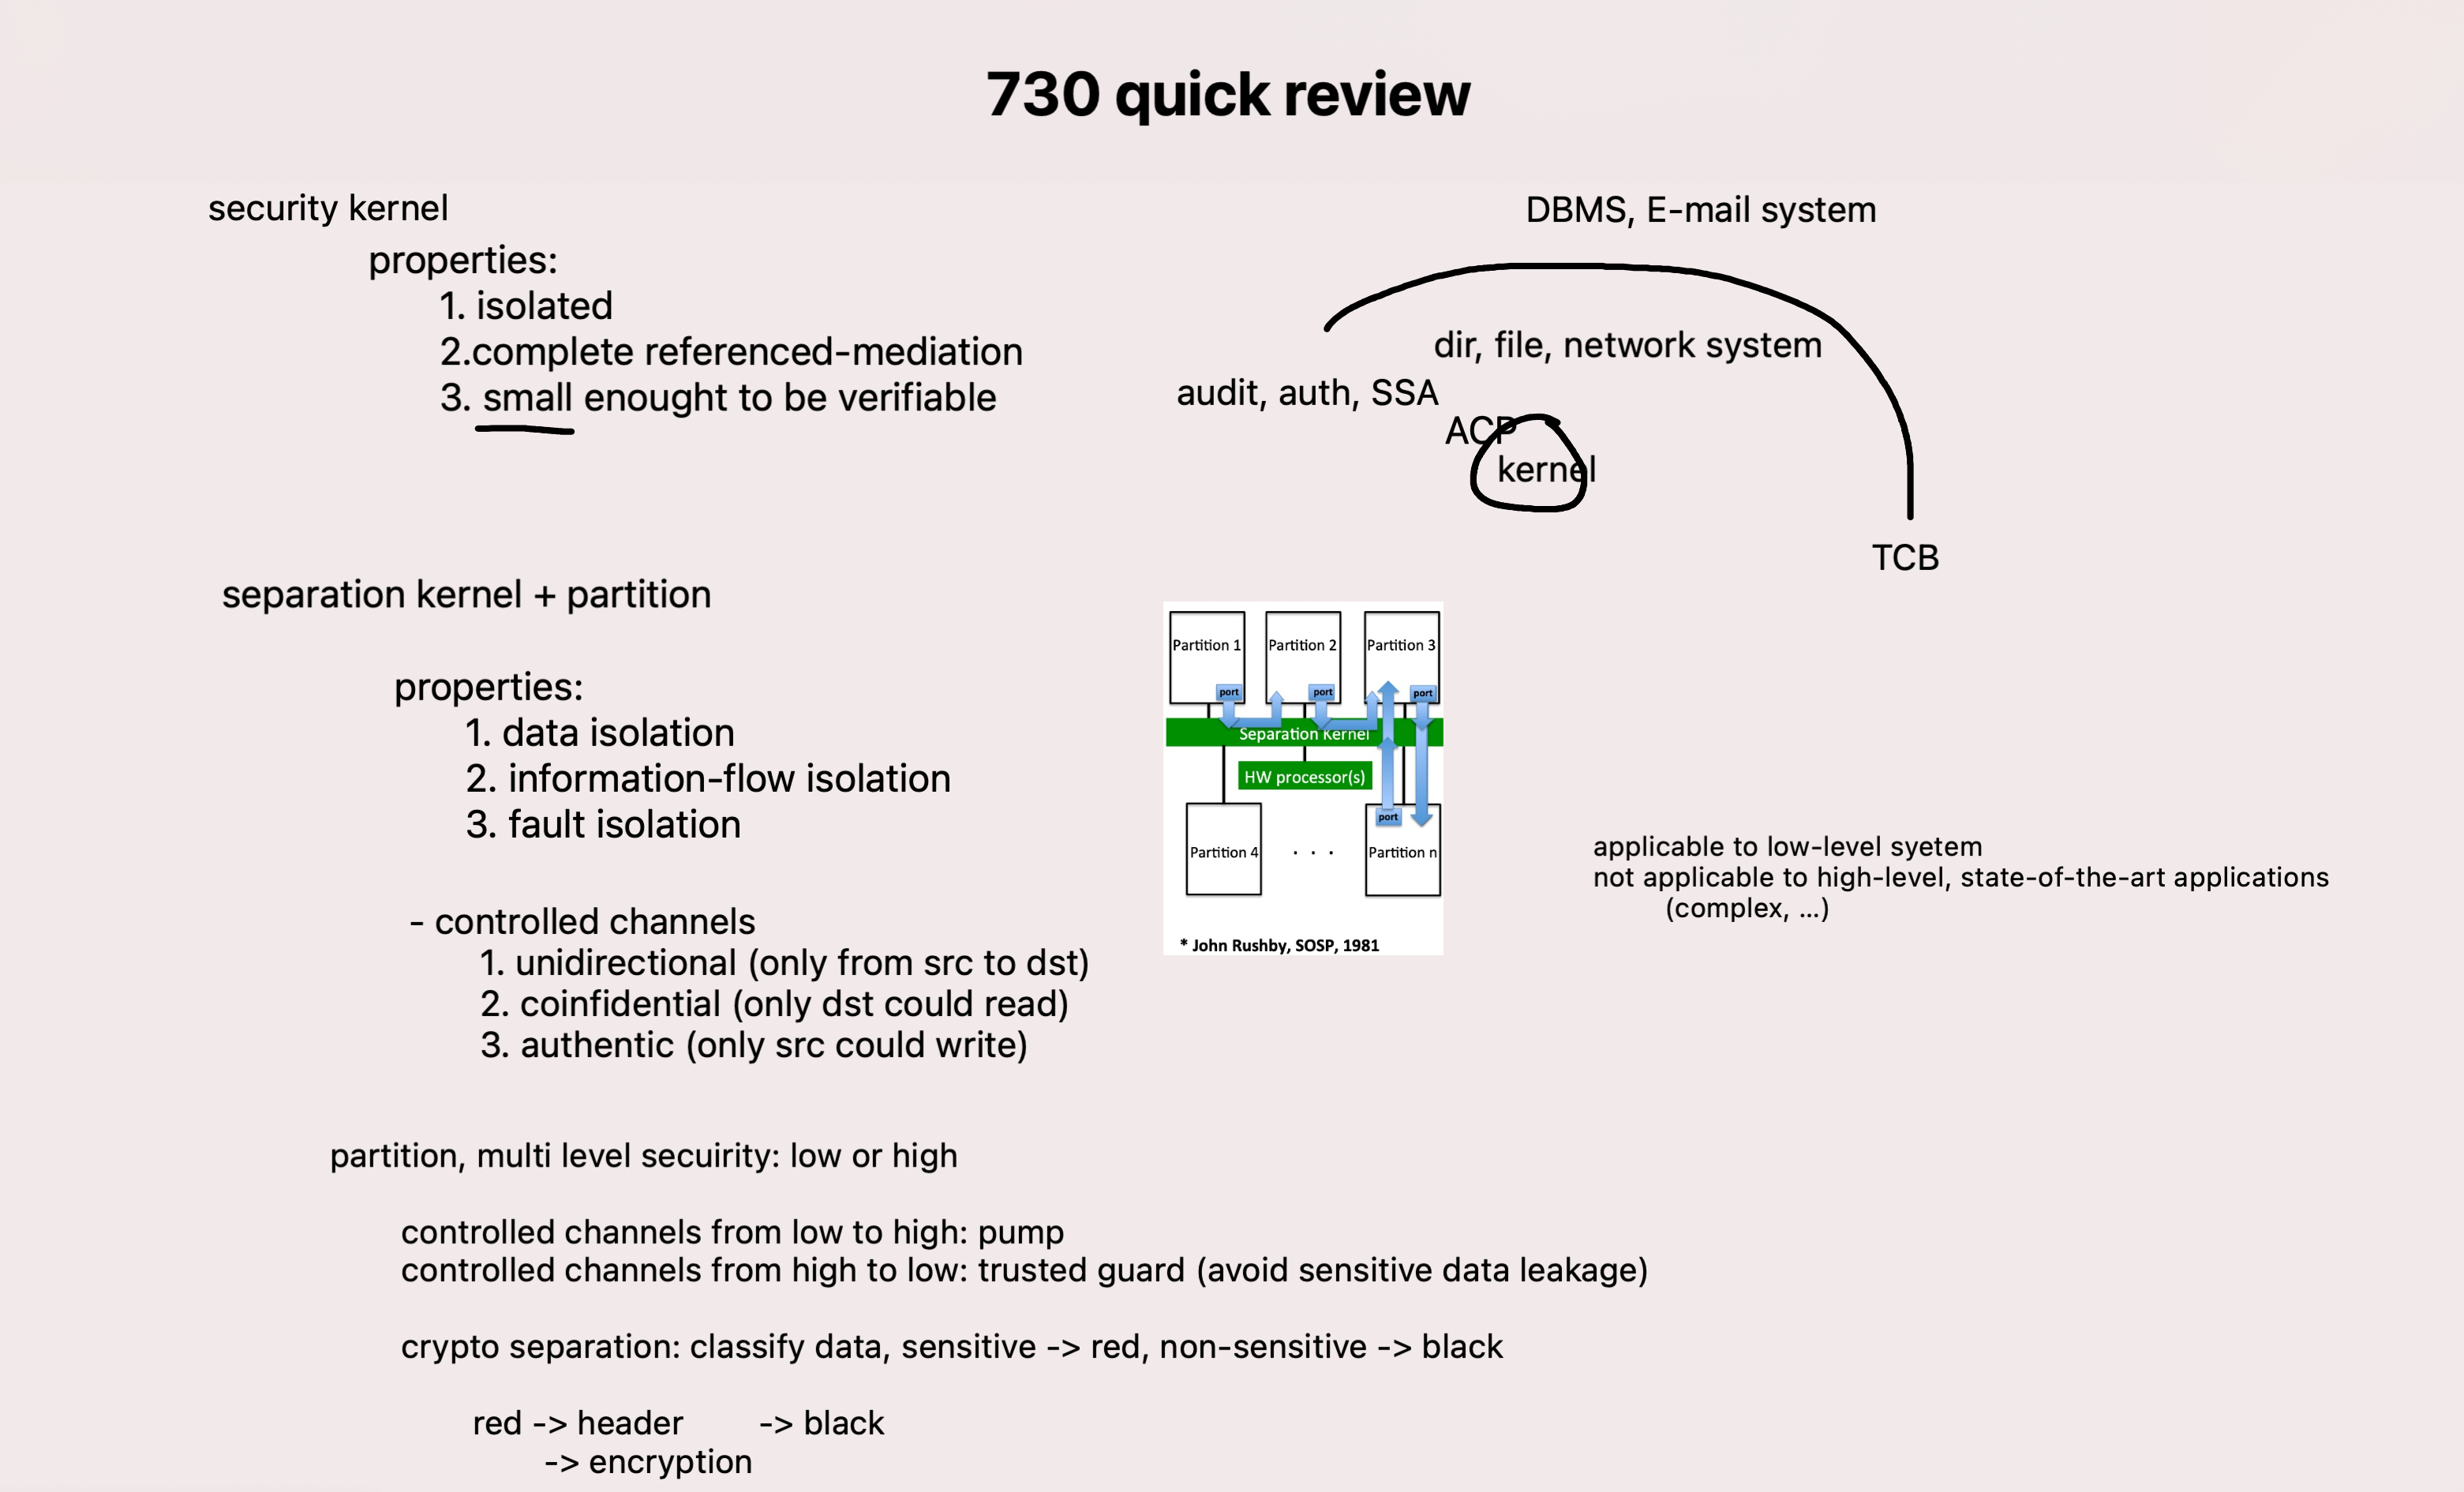 730 quick review
security kernel
properties:
1. isolated
2.complete referenced-mediation
3. small enought to be verifiable
DBMS, E-mail system
dir, file, network system
audit, auth, SSA
ACP
kernel
TCB
separation kernel + partition
properties:
1. data isolation
2. information-flow isolation
3. fault isolation
- controlled channels
1. unidirectional (only from src to dst)
2. coinfidential (only dst could read)
3. authentic (only src could write)
Partition 1
Partition 2
Partition 3
port
port
port
Separation Kernel
HW processor(s)
port
Partition 4
. . .
Partition n
* John Rushby, SOSP, 1981
applicable to low-level syetem
not applicable to high-level, state-of-the-art applications
(complex, ...)
partition, multi level secuirity: low or high
controlled channels from low to high: pump
controlled channels from high to low: trusted guard (avoid sensitive data leakage)
crypto separation: classify data, sensitive -> red, non-sensitive -> black
red -> header -> black
-> encryption